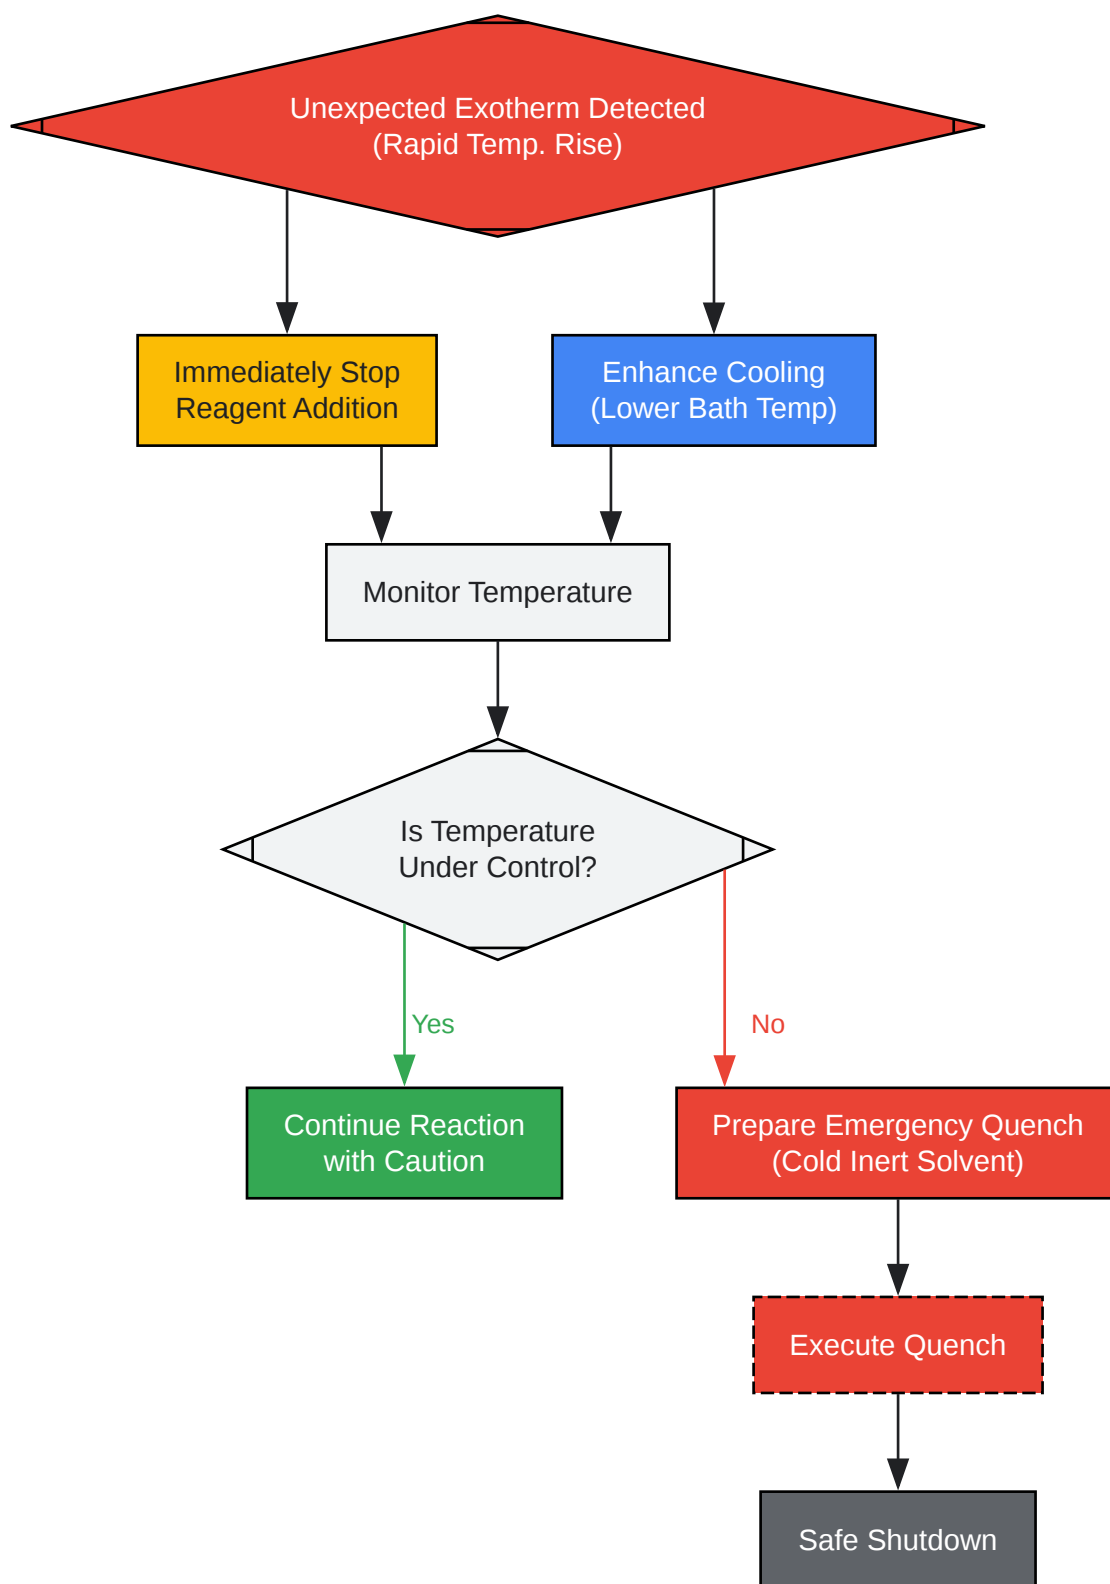 Unexpected Exotherm Detected
(Rapid Temp. Rise)
Immediately Stop
Reagent Addition
Enhance Cooling
(Lower Bath Temp)
Monitor Temperature
Is Temperature
Under Control?
Yes
No
Continue Reaction
with Caution
Prepare Emergency Quench
(Cold Inert Solvent)
Execute Quench
Safe Shutdown